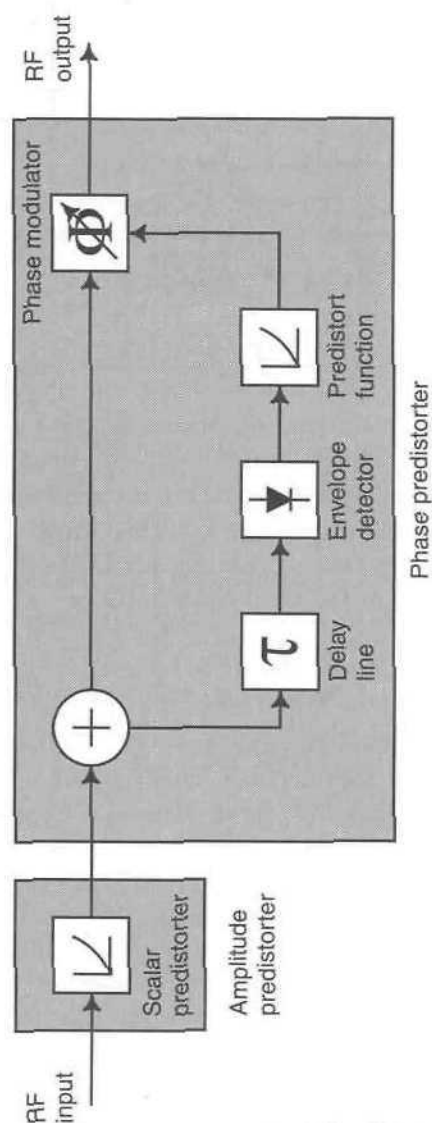 RF
input
Scalar
predistorter
Amplitude
predistorter
+
τ
Delay
line
Envelope
detector
Predistort
function
Phase modulator
Φ
RF
output
Phase predistorter